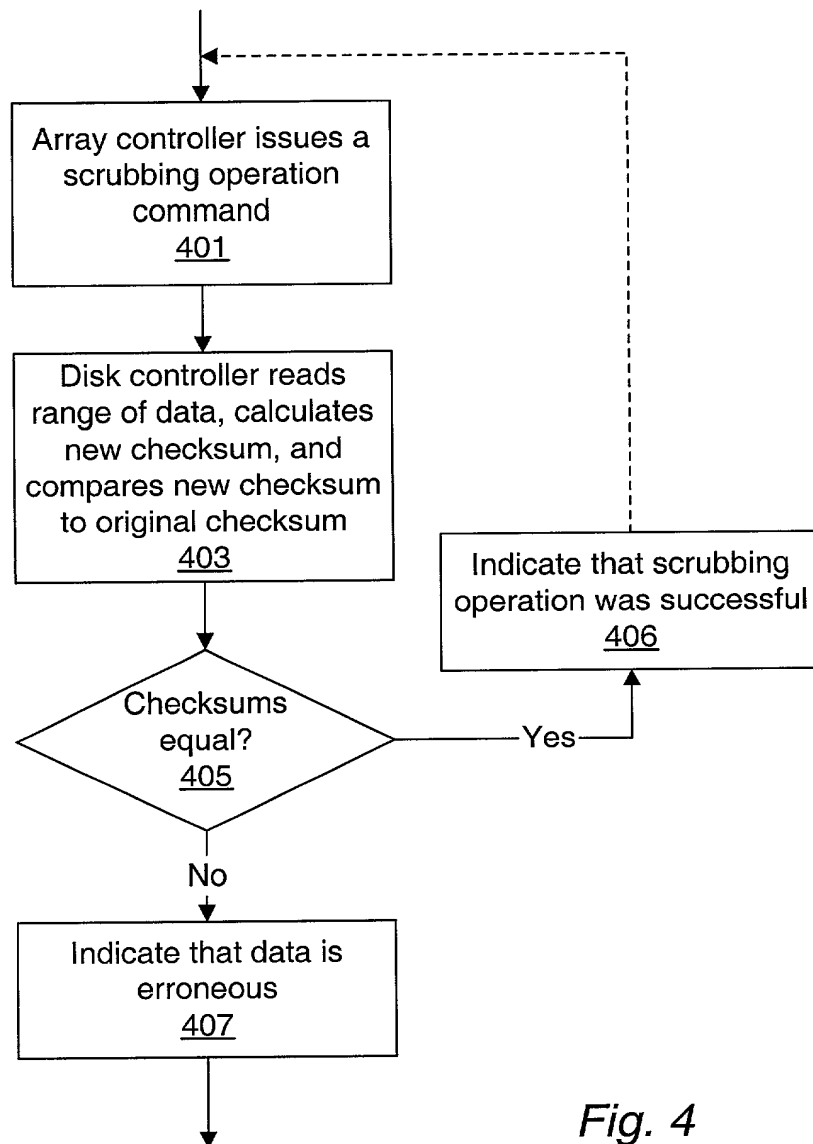 Array controller issues a
scrubbing operation
command
401
Disk controller reads
range of data, calculates
new checksum, and
compares new checksum
to original checksum
403
Indicate that scrubbing
operation was successful
406
Checksums
equal?
405
Yes
No
Indicate that data is
erroneous
407
Fig. 4